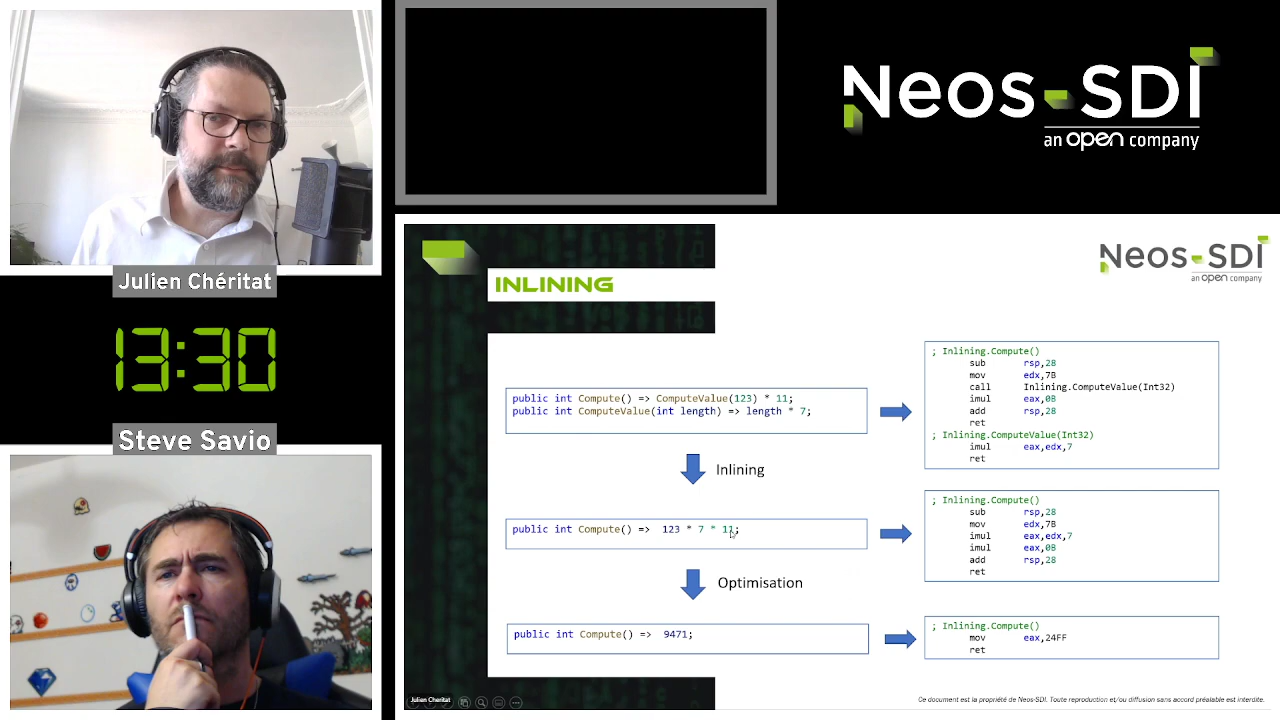 Neos-SDI
an open company
Julien Chéritat
13:30
Steve Savio
Neos-SDI
an open company
INLINING
public int Compute() => ComputeValue(123) * 11;
public int ComputeValue(int length) => length * 7;
Inlining
public int Compute() => 123 * 7 * 11;
Optimisation
public int Compute() => 9471;
; Inlining.Compute()
sub rsp,28
mov edx,7B
call Inlining.ComputeValue(Int32)
imul eax,0B
add rsp,28
ret
; Inlining.ComputeValue(Int32)
imul eax,edx,7
ret
; Inlining.Compute()
sub rsp,28
mov edx,7B
imul eax,edx,7
imul eax,0B
add rsp,28
ret
; Inlining.Compute()
mov eax,24FF
ret
Julien Cheritat
Ce document est la propriété de Neos-SDI. Toute reproduction et/ou diffusion sans accord préalable est interdite.